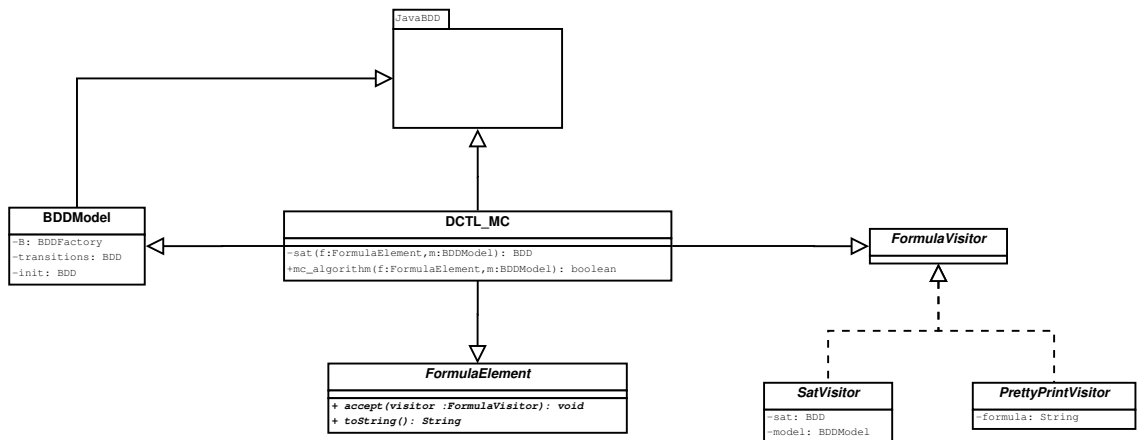 JavaBDD
BDDModel
-B: BDDFactory
-transitions: BDD
-init: BDD
DCTL_MC
-sat(f:FormulaElement,m:BDDModel): BDD
+mc_algorithm(f:FormulaElement,m:BDDModel): boolean
FormulaVisitor
FormulaElement
+ accept(visitor :FormulaVisitor): void
+ toString(): String
SatVisitor
-sat: BDD
-model: BDDModel
PrettyPrintVisitor
-formula: String